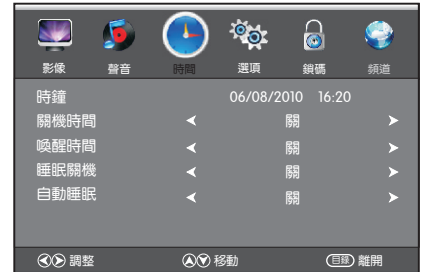 影像 聲音 時間 選項 鎖碼 頻道
時鐘 06/08/2010 16:20
關機時間 關
喚醒時間 關
睡眠關機 關
自動睡眠 關
調整 移動 目錄 離開